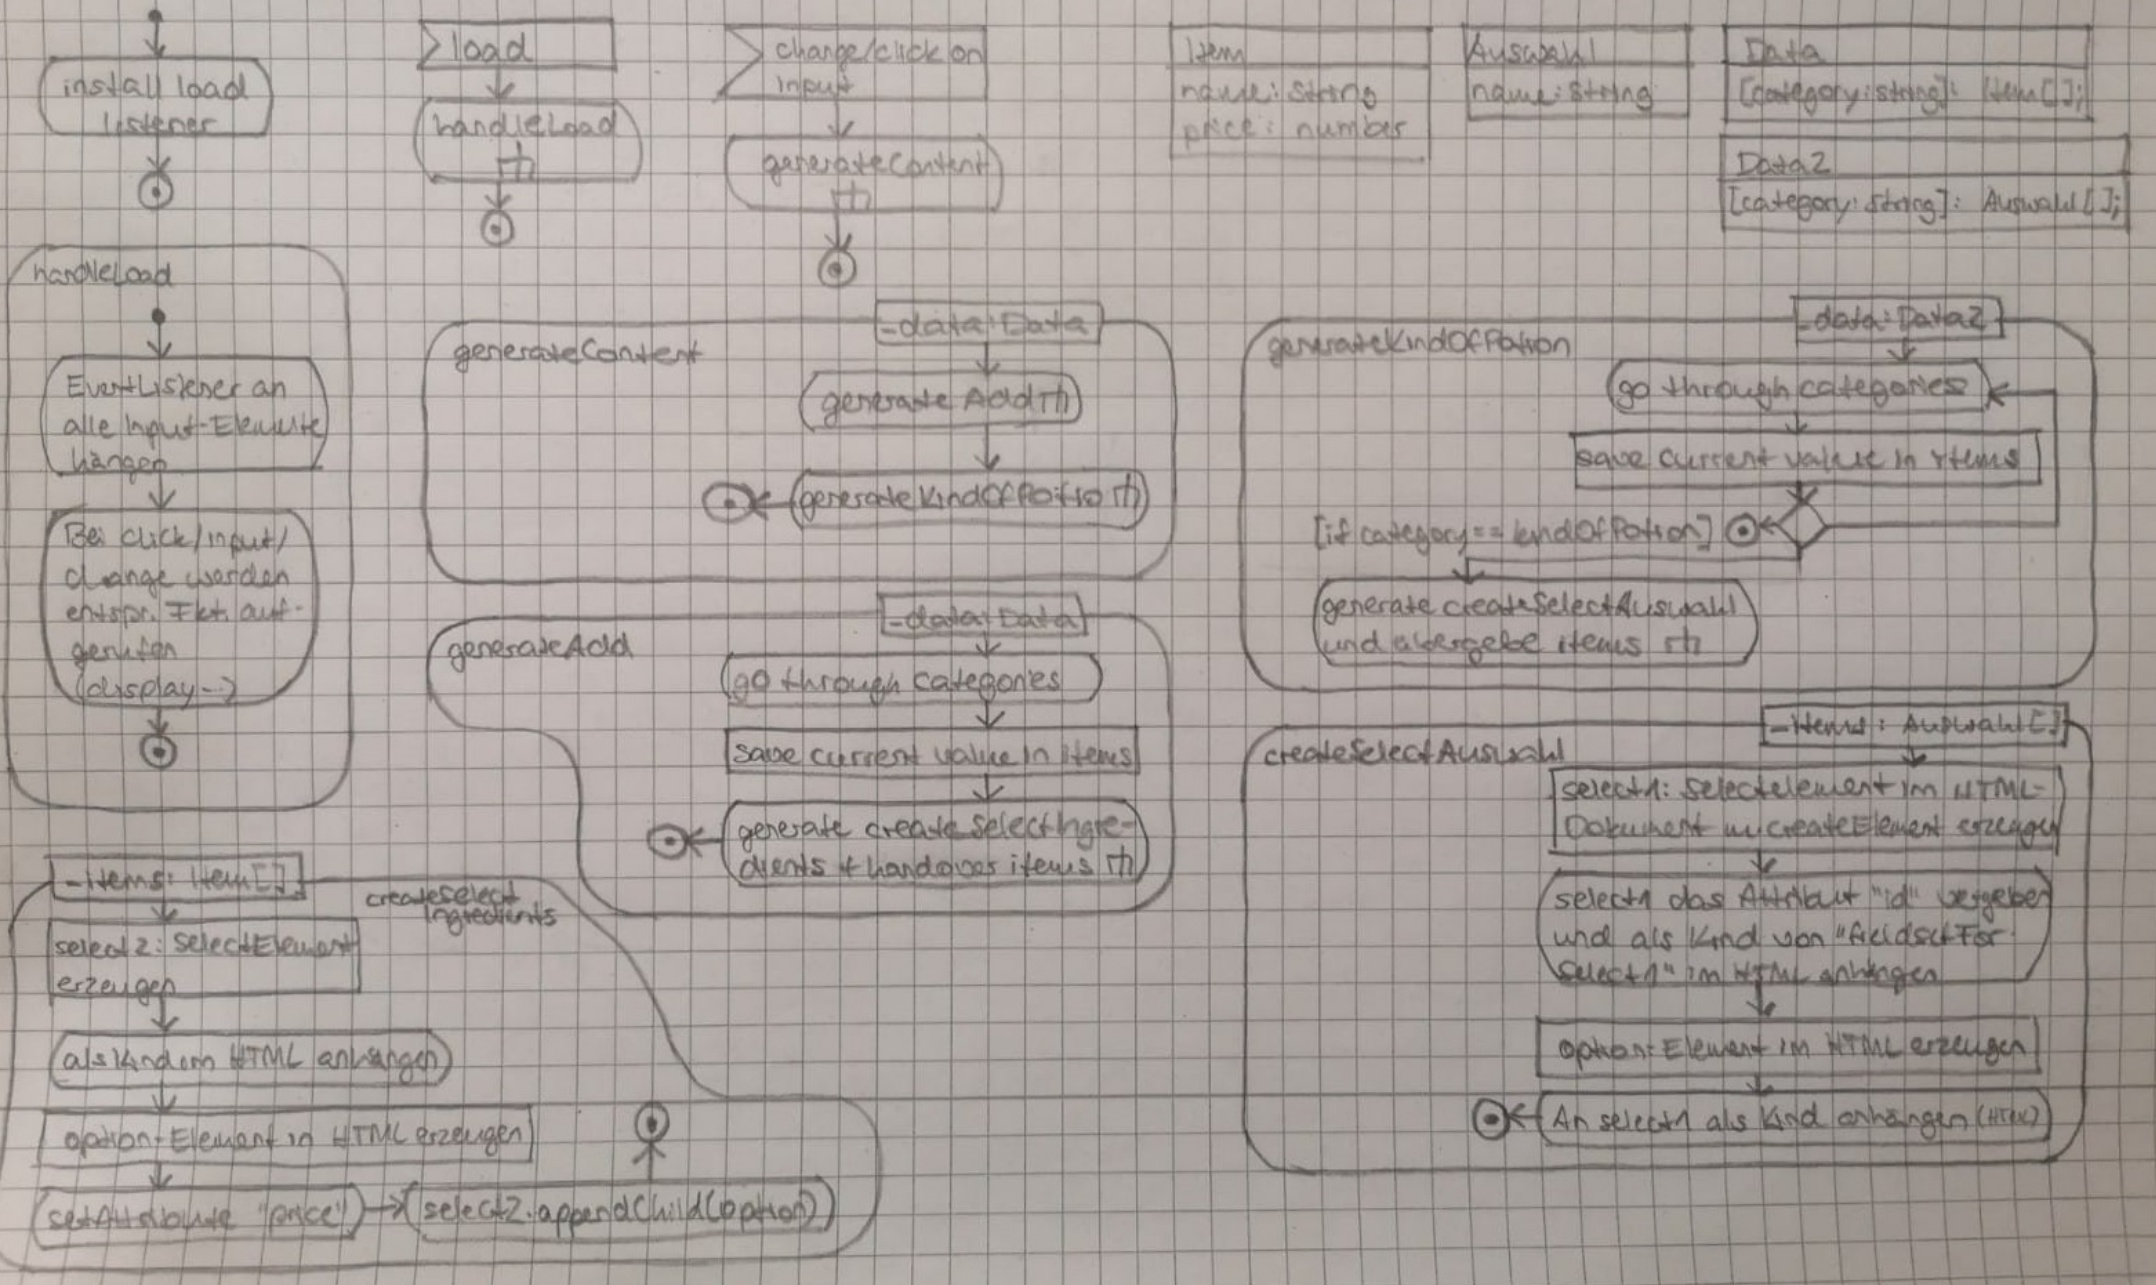 install load
listener
load
handleLoad
change/click on
input
generateContent
Item
name: string
price: number
Auswahl
name: string
Data
[category: string]: Item[];
Data2
[category: string]: Auswahl[];
handleLoad
EventListener an
alle Input-Elemente
hängen
Bei click/input/
change werden
entspr. Fkt. auf-
gerufen
(display--)
generateContent
-data: Data
generate Add
generateKindOfPotio
generateKindOfPotion
-data: Data2
go through categories
save current value in items
[if category == kindOfPotion]
generate createSelectAuswahl
und übergebe items
generateAdd
-data: Data
go through categories
save current value in items
generate create SelectIngre-
dients + handover items
createSelectAuswahl
-Items: Auswahl[]
select1: Selectelement im HTML-
Dokument m. createElement erzeugen
select1 das Attribut "id" vergeben
und als Kind von "fieldsetFor
Select1" im HTML anhängen
option: Element im HTML erzeugen
An select1 als Kind anhängen (HTML)
-Items: Item[]
createSelect
Ingredients
select2: SelectElement
erzeugen
als Kind im HTML anhängen
option: Element in HTML erzeugen
setAttribute "price"
select2.appendChild(option)